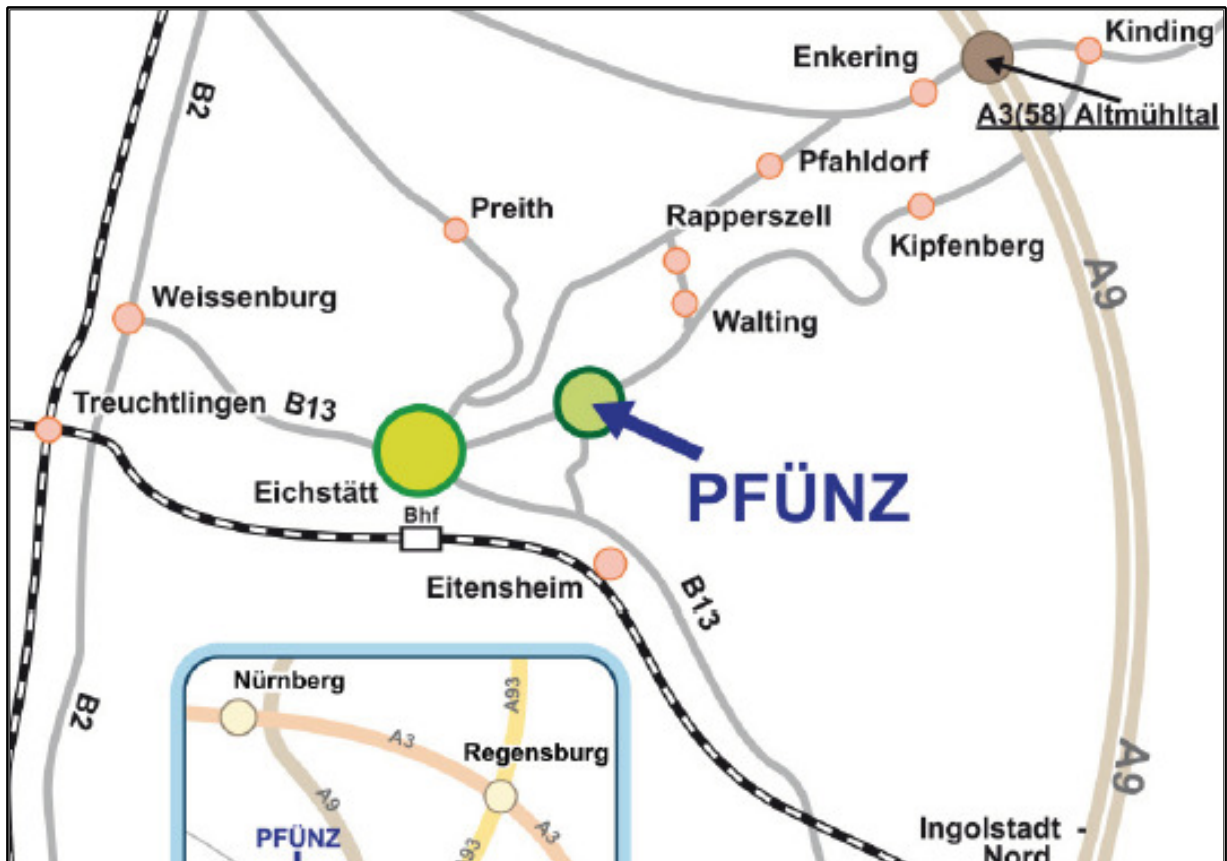 Kinding
Enkering
A3(58) Altmühltal
B2
Pfahldorf
Preith
Rapperszell
Kipfenberg
A9
Weissenburg
Walting
Treuchtlingen
B13
PFÜNZ
Eichstätt
Bhf
Eitensheim
B13
B2
Nürnberg
A93
A3
Regensburg
A9
A9
PFÜNZ
A3
A93
Ingolstadt -
Nord